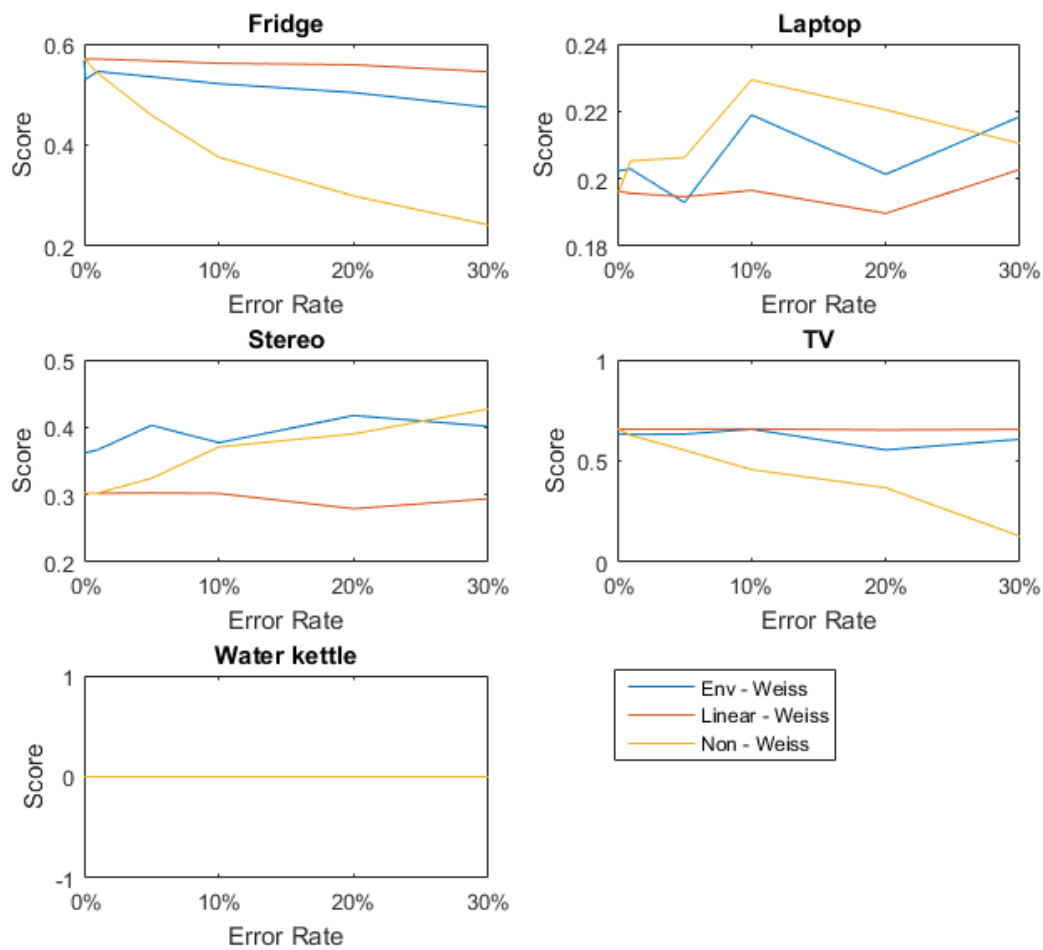 Fridge
0.6
0.4
0.2
Score
0%
10%
20%
30%
Error Rate
Laptop
0.24
0.22
0.2
0.18
Score
0%
10%
20%
30%
Error Rate
Stereo
0.5
0.4
0.3
0.2
Score
0%
10%
20%
30%
Error Rate
TV
1
0.5
0
Score
0%
10%
20%
30%
Error Rate
Water kettle
1
0
-1
Score
0%
10%
20%
30%
Error Rate
Env - Weiss
Linear - Weiss
Non - Weiss